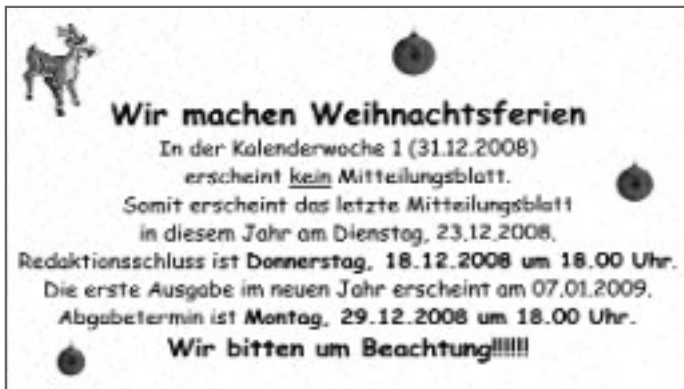 Wir machen Weihnachtsferien
In der Kalenderwoche 1 (31.12.2008)
erscheint kein Mitteilungsblatt.
Somit erscheint das letzte Mitteilungsblatt
in diesem Jahr am Dienstag, 23.12.2008.
Redaktionsschluss ist Donnerstag, 18.12.2008 um 18.00 Uhr.
Die erste Ausgabe im neuen Jahr erscheint am 07.01.2009.
Abgabetermin ist Montag, 29.12.2008 um 18.00 Uhr.
Wir bitten um Beachtung!!!!!!